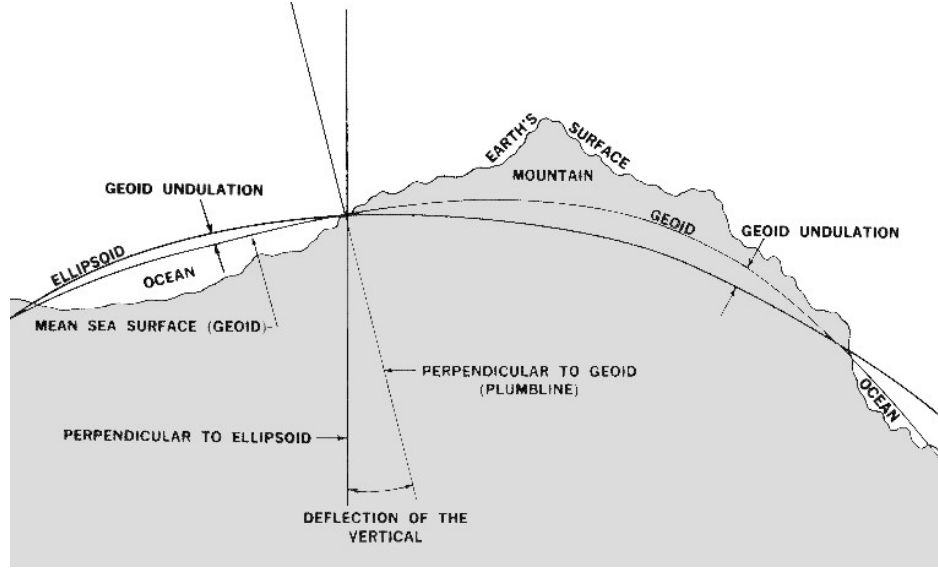 EARTH'S
SURFACE
MOUNTAIN
GEOID UNDULATION
GEOID
GEOID UNDULATION
ELLIPSOID
OCEAN
MEAN SEA SURFACE (GEOID)
PERPENDICULAR TO GEOID
(PLUMBLINE)
OCEAN
PERPENDICULAR TO ELLIPSOID
DEFLECTION OF THE
VERTICAL